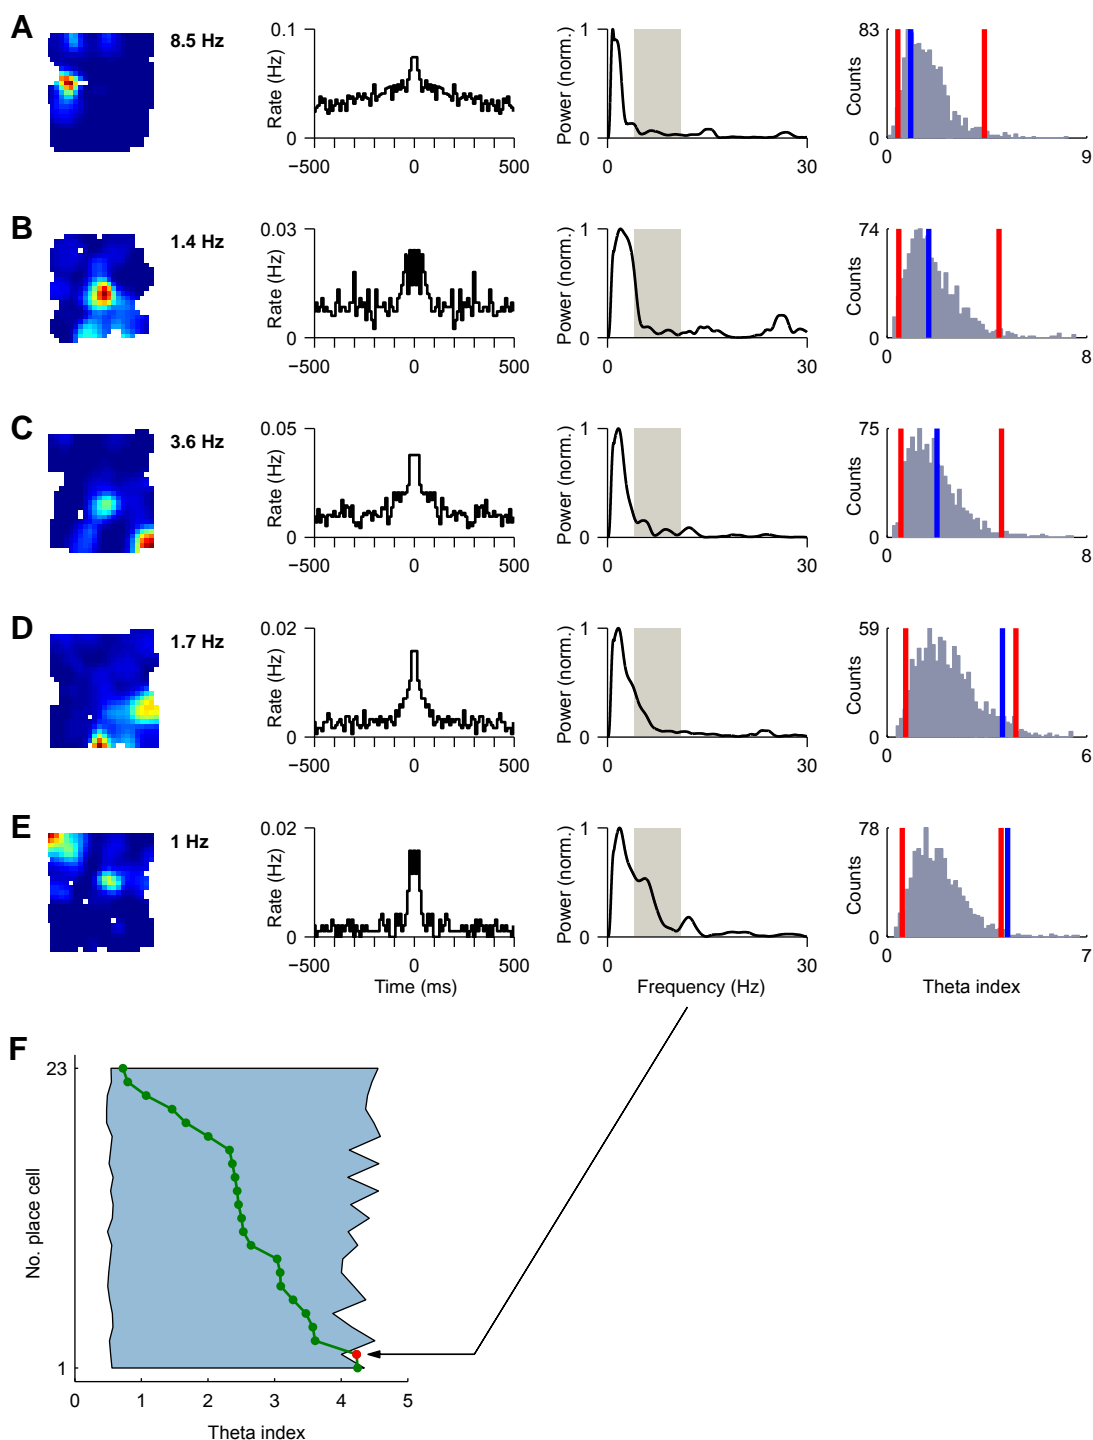 A
8.5 Hz
Rate (Hz)
0.1
0
−500
0
500
Power (norm.)
1
0
0
30
Counts
83
0
0
9
B
1.4 Hz
Rate (Hz)
0.03
0
−500
0
500
Power (norm.)
1
0
0
30
Counts
74
0
0
8
C
3.6 Hz
Rate (Hz)
0.05
0
−500
0
500
Power (norm.)
1
0
0
30
Counts
75
0
0
8
D
1.7 Hz
Rate (Hz)
0.02
0
−500
0
500
Power (norm.)
1
0
0
30
Counts
59
0
0
6
E
1 Hz
Rate (Hz)
0.02
0
−500
0
500
Time (ms)
Power (norm.)
1
0
0
30
Frequency (Hz)
Counts
78
0
0
7
Theta index
F
No. place cell
23
1
0
1
2
3
4
5
Theta index